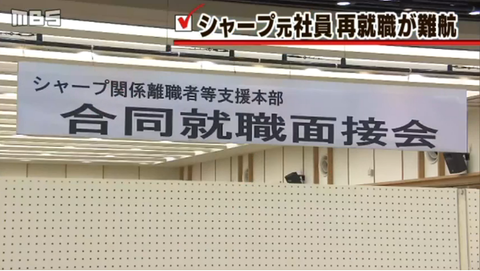 MBS
シャープ元社員 再就職が難航
シャープ関係離職者等支援本部
合同就職面接会